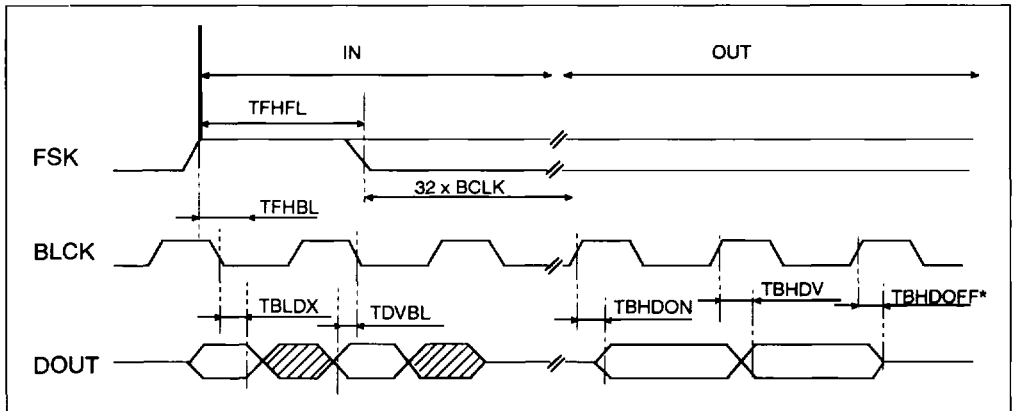 IN OUT
TFHFL
FSK
32 x BCLK
TFHBL
BLCK
TBLDX TDVBL TBHDON TBHDV TBHDOFF*
DOUT